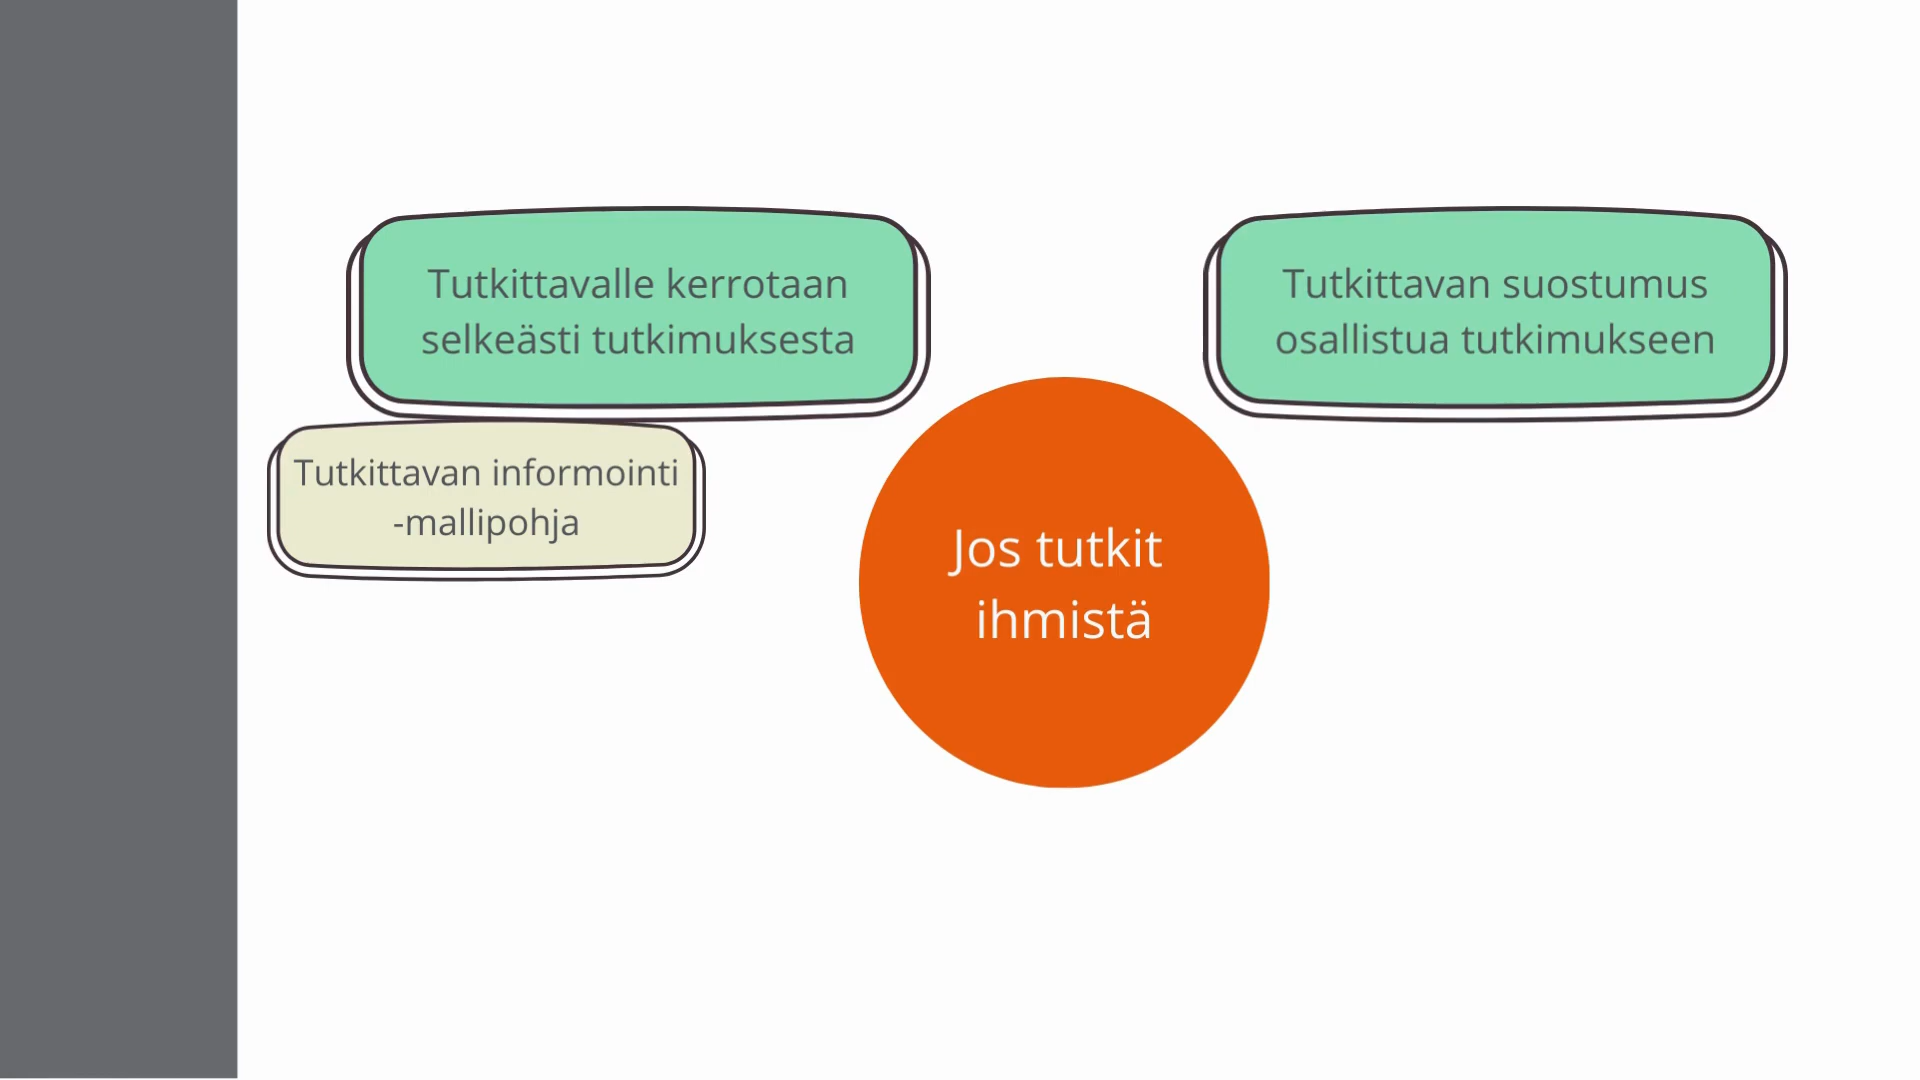 Tutkittavalle kerrotaan
selkeästi tutkimuksesta
Tutkittavan suostumus
osallistua tutkimukseen
Tutkittavan informointi
-mallipohja
Jos tutkit
ihmistä